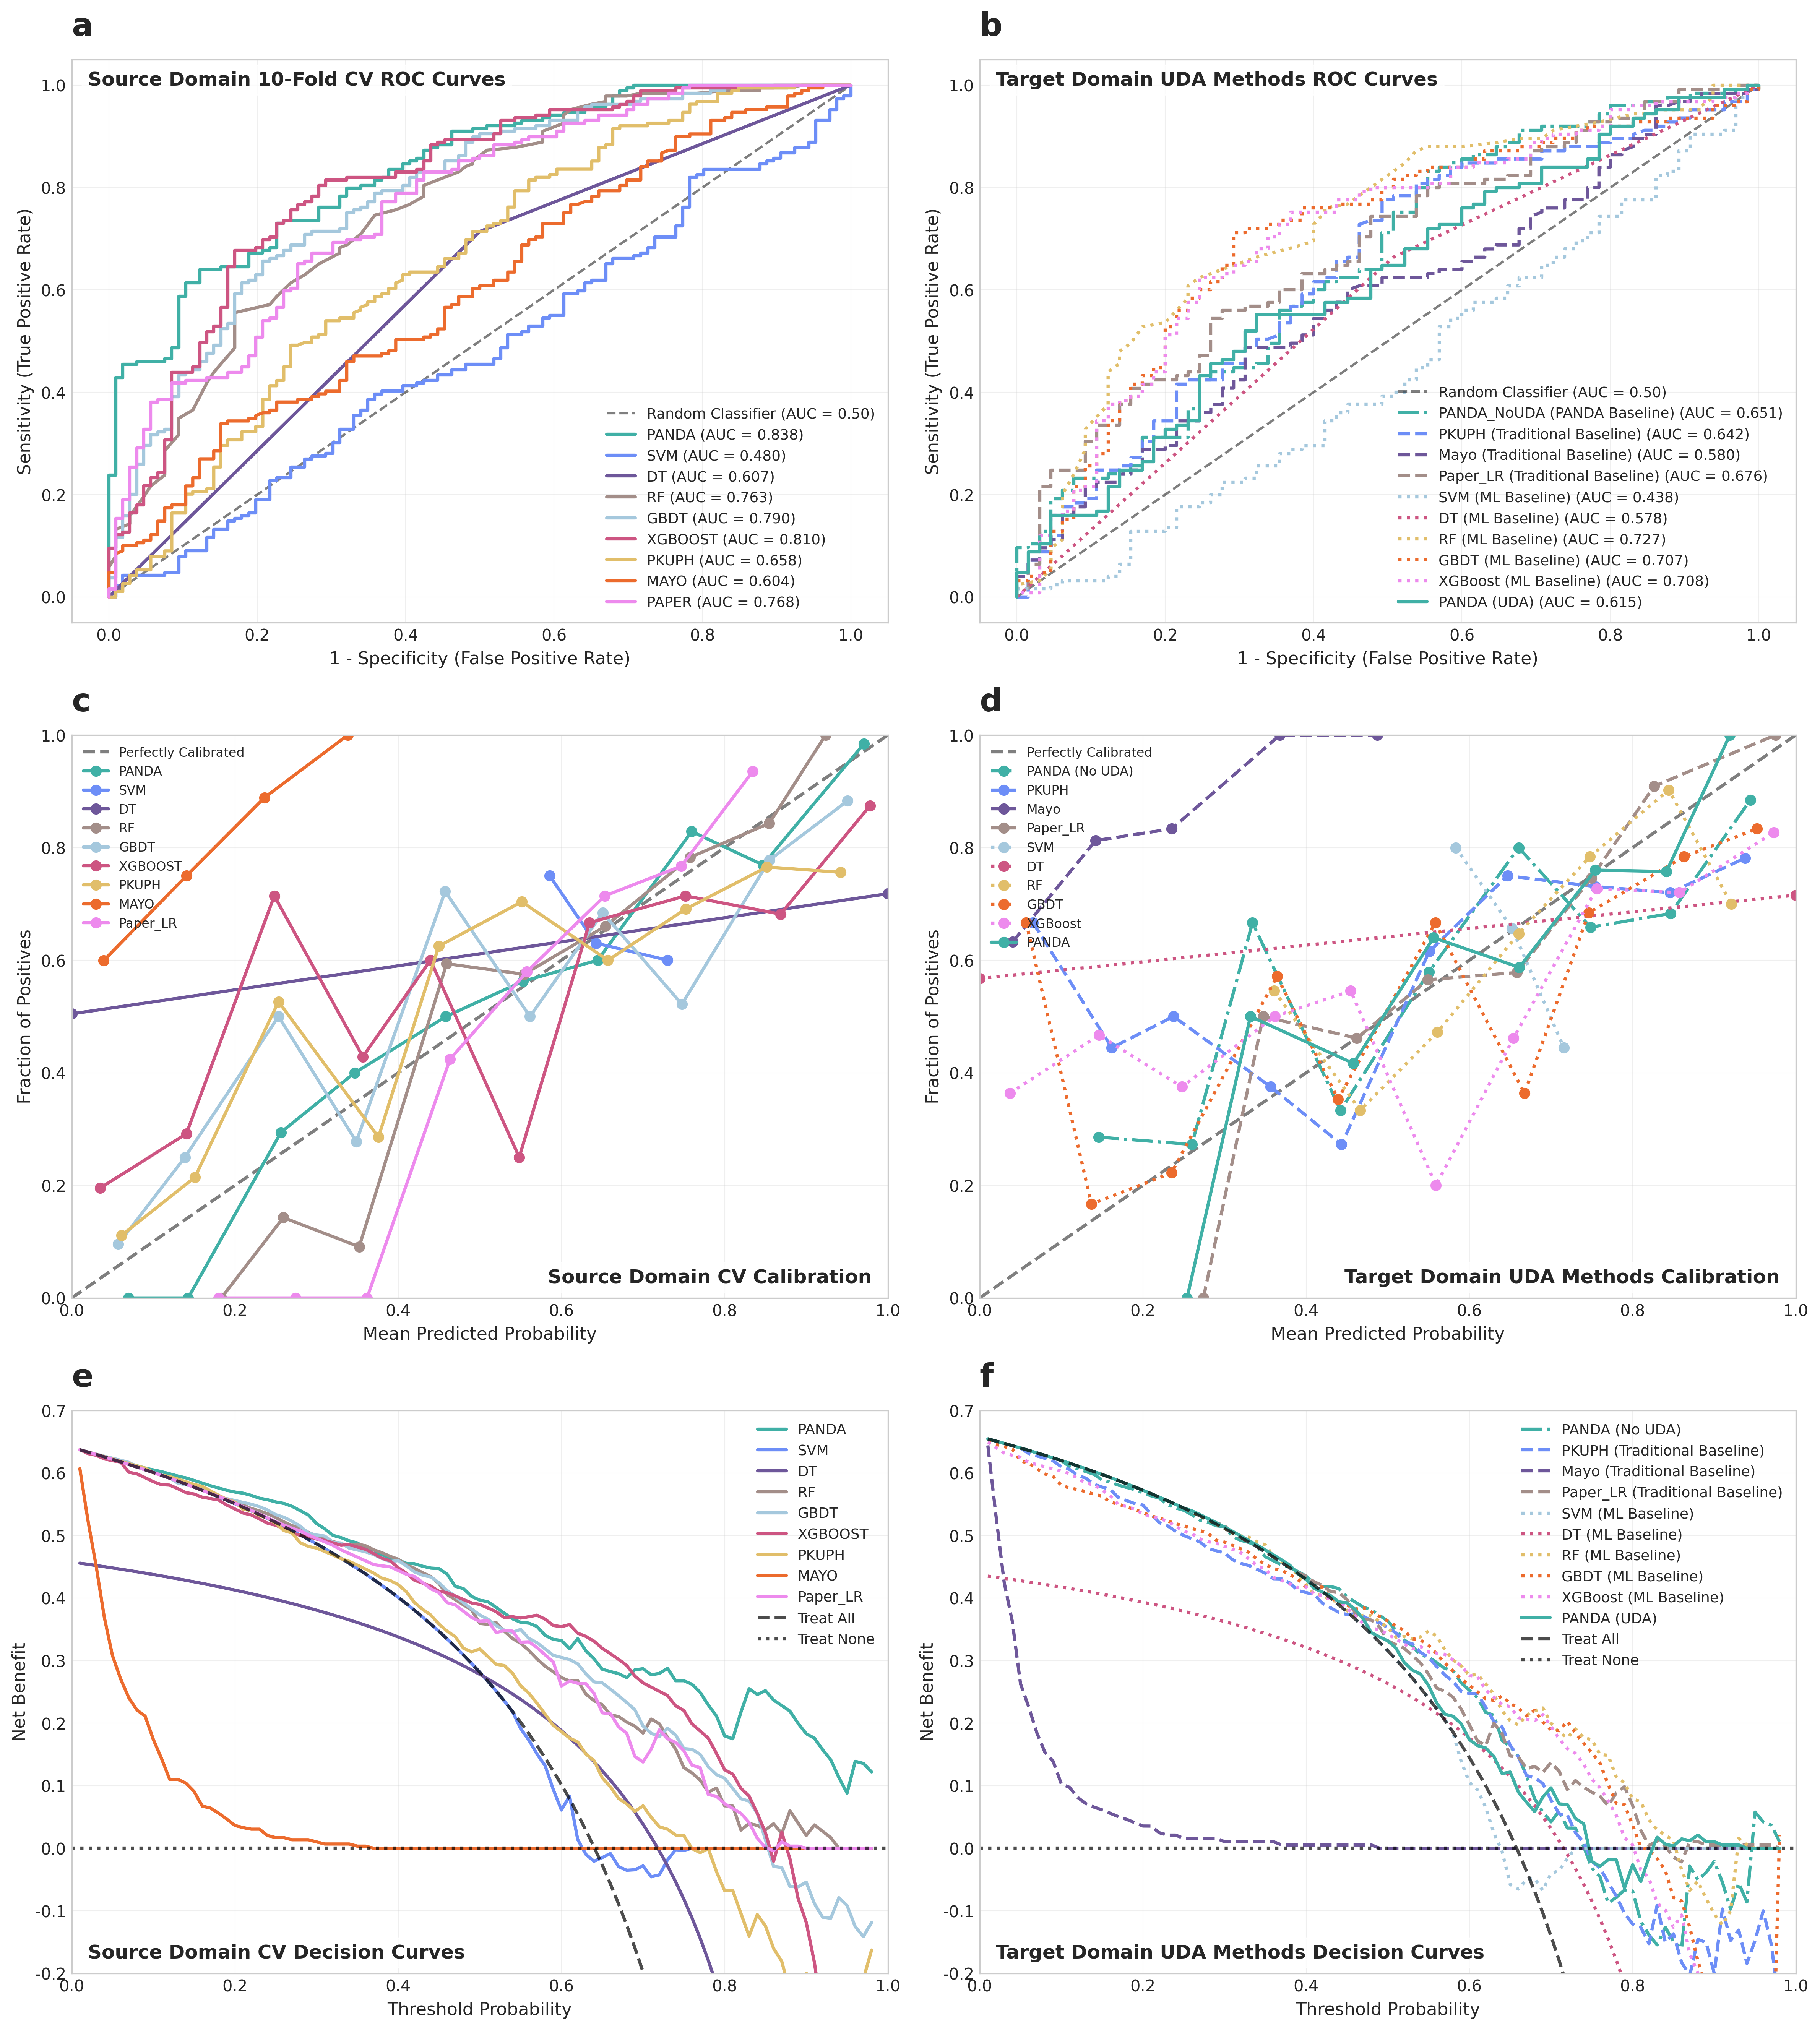 a
Source Domain 10-Fold CV ROC Curves
Sensitivity (True Positive Rate)
1.0
0.8
0.6
0.4
0.2
0.0
Random Classifier (AUC = 0.50)
PANDA (AUC = 0.838)
SVM (AUC = 0.480)
DT (AUC = 0.607)
RF (AUC = 0.763)
GBDT (AUC = 0.790)
XGBOOST (AUC = 0.810)
PKUPH (AUC = 0.658)
MAYO (AUC = 0.604)
PAPER (AUC = 0.768)
0.0 0.2 0.4 0.6 0.8 1.0
1 - Specificity (False Positive Rate)
b
Target Domain UDA Methods ROC Curves
Sensitivity (True Positive Rate)
1.0
0.8
0.6
0.4
0.2
0.0
Random Classifier (AUC = 0.50)
PANDA_NoUDA (PANDA Baseline) (AUC = 0.651)
PKUPH (Traditional Baseline) (AUC = 0.642)
Mayo (Traditional Baseline) (AUC = 0.580)
Paper_LR (Traditional Baseline) (AUC = 0.676)
SVM (ML Baseline) (AUC = 0.438)
DT (ML Baseline) (AUC = 0.578)
RF (ML Baseline) (AUC = 0.727)
GBDT (ML Baseline) (AUC = 0.707)
XGBoost (ML Baseline) (AUC = 0.708)
PANDA (UDA) (AUC = 0.615)
0.0 0.2 0.4 0.6 0.8 1.0
1 - Specificity (False Positive Rate)
c
Fraction of Positives
1.0
0.8
0.6
0.4
0.2
0.0
Perfectly Calibrated
PANDA
SVM
DT
RF
GBDT
XGBOOST
PKUPH
MAYO
Paper_LR
Source Domain CV Calibration
0.0 0.2 0.4 0.6 0.8 1.0
Mean Predicted Probability
d
Fraction of Positives
1.0
0.8
0.6
0.4
0.2
0.0
Perfectly Calibrated
PANDA (No UDA)
PKUPH
Mayo
Paper_LR
SVM
DT
RF
GBDT
XGBoost
PANDA
Target Domain UDA Methods Calibration
0.0 0.2 0.4 0.6 0.8 1.0
Mean Predicted Probability
e
Net Benefit
0.7
0.6
0.5
0.4
0.3
0.2
0.1
0.0
-0.1
-0.2
PANDA
SVM
DT
RF
GBDT
XGBOOST
PKUPH
MAYO
Paper_LR
Treat All
Treat None
Source Domain CV Decision Curves
0.0 0.2 0.4 0.6 0.8 1.0
Threshold Probability
f
Net Benefit
0.7
0.6
0.5
0.4
0.3
0.2
0.1
0.0
-0.1
-0.2
PANDA (No UDA)
PKUPH (Traditional Baseline)
Mayo (Traditional Baseline)
Paper_LR (Traditional Baseline)
SVM (ML Baseline)
DT (ML Baseline)
RF (ML Baseline)
GBDT (ML Baseline)
XGBoost (ML Baseline)
PANDA (UDA)
Treat All
Treat None
Target Domain UDA Methods Decision Curves
0.0 0.2 0.4 0.6 0.8 1.0
Threshold Probability